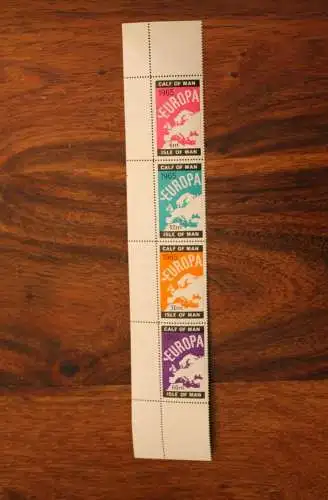 CALF OF MAN
1965
EUROPA
ISLE OF MAN
CALF OF MAN
1965
EUROPA
ISLE OF MAN
CALF OF MAN
1965
EUROPA
ISLE OF MAN
CALF OF MAN
EUROPA
ISLE OF MAN